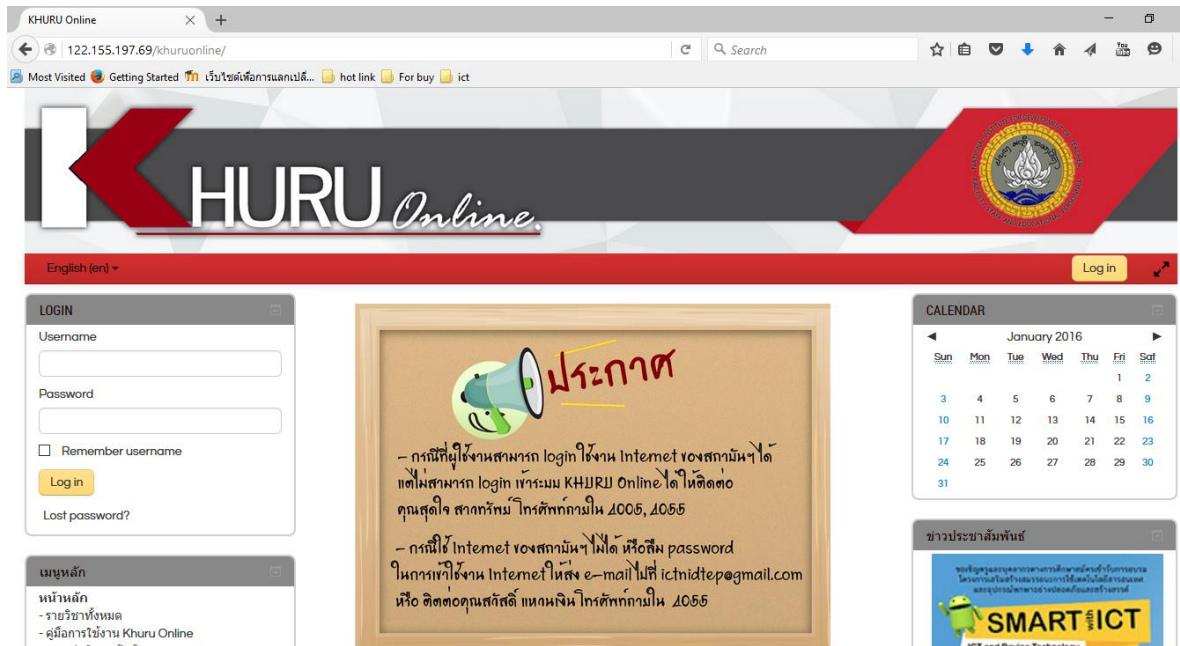 KHURU Online
122.155.197.69/khuruonline/
Search
Most Visited
Getting Started
เว็บไซต์เพื่อการแลกเปลี่...
hot link
For buy
ict
KHURU Online.
English (en)
Log in
LOGIN
Username
Password
Remember username
Log in
Lost password?
เมนูหลัก
หน้าหลัก
- รายวิชาทั้งหมด
- คู่มือการใช้งาน Khuru Online
ประกาศ
– กรณีที่ผู้ใช้งานสามารถ login ใช้งาน Internet ของสถาบันฯ ได้
แต่ไม่สามารถ login เข้าระบบ KHURU Online ได้ ให้ติดต่อ
คุณสุดใจ สาททรัพย์ โทรศัพท์ภายใน 4005, 4055
– กรณีใช้ Internet ของสถาบันฯ ไม่ได้ หรือลืม password
ในการเข้าใช้งาน Internet ให้ส่ง e-mail ไปที่ ictnidtep@gmail.com
หรือ ติดต่อคุณสวัสดิ์ แหานเงิน โทรศัพท์ภายใน 4055
CALENDAR
January 2016
Sun Mon Tue Wed Thu Fri Sat
1 2
3 4 5 6 7 8 9
10 11 12 13 14 15 16
17 18 19 20 21 22 23
24 25 26 27 28 29 30
31
ข่าวประชาสัมพันธ์
SMART with ICT